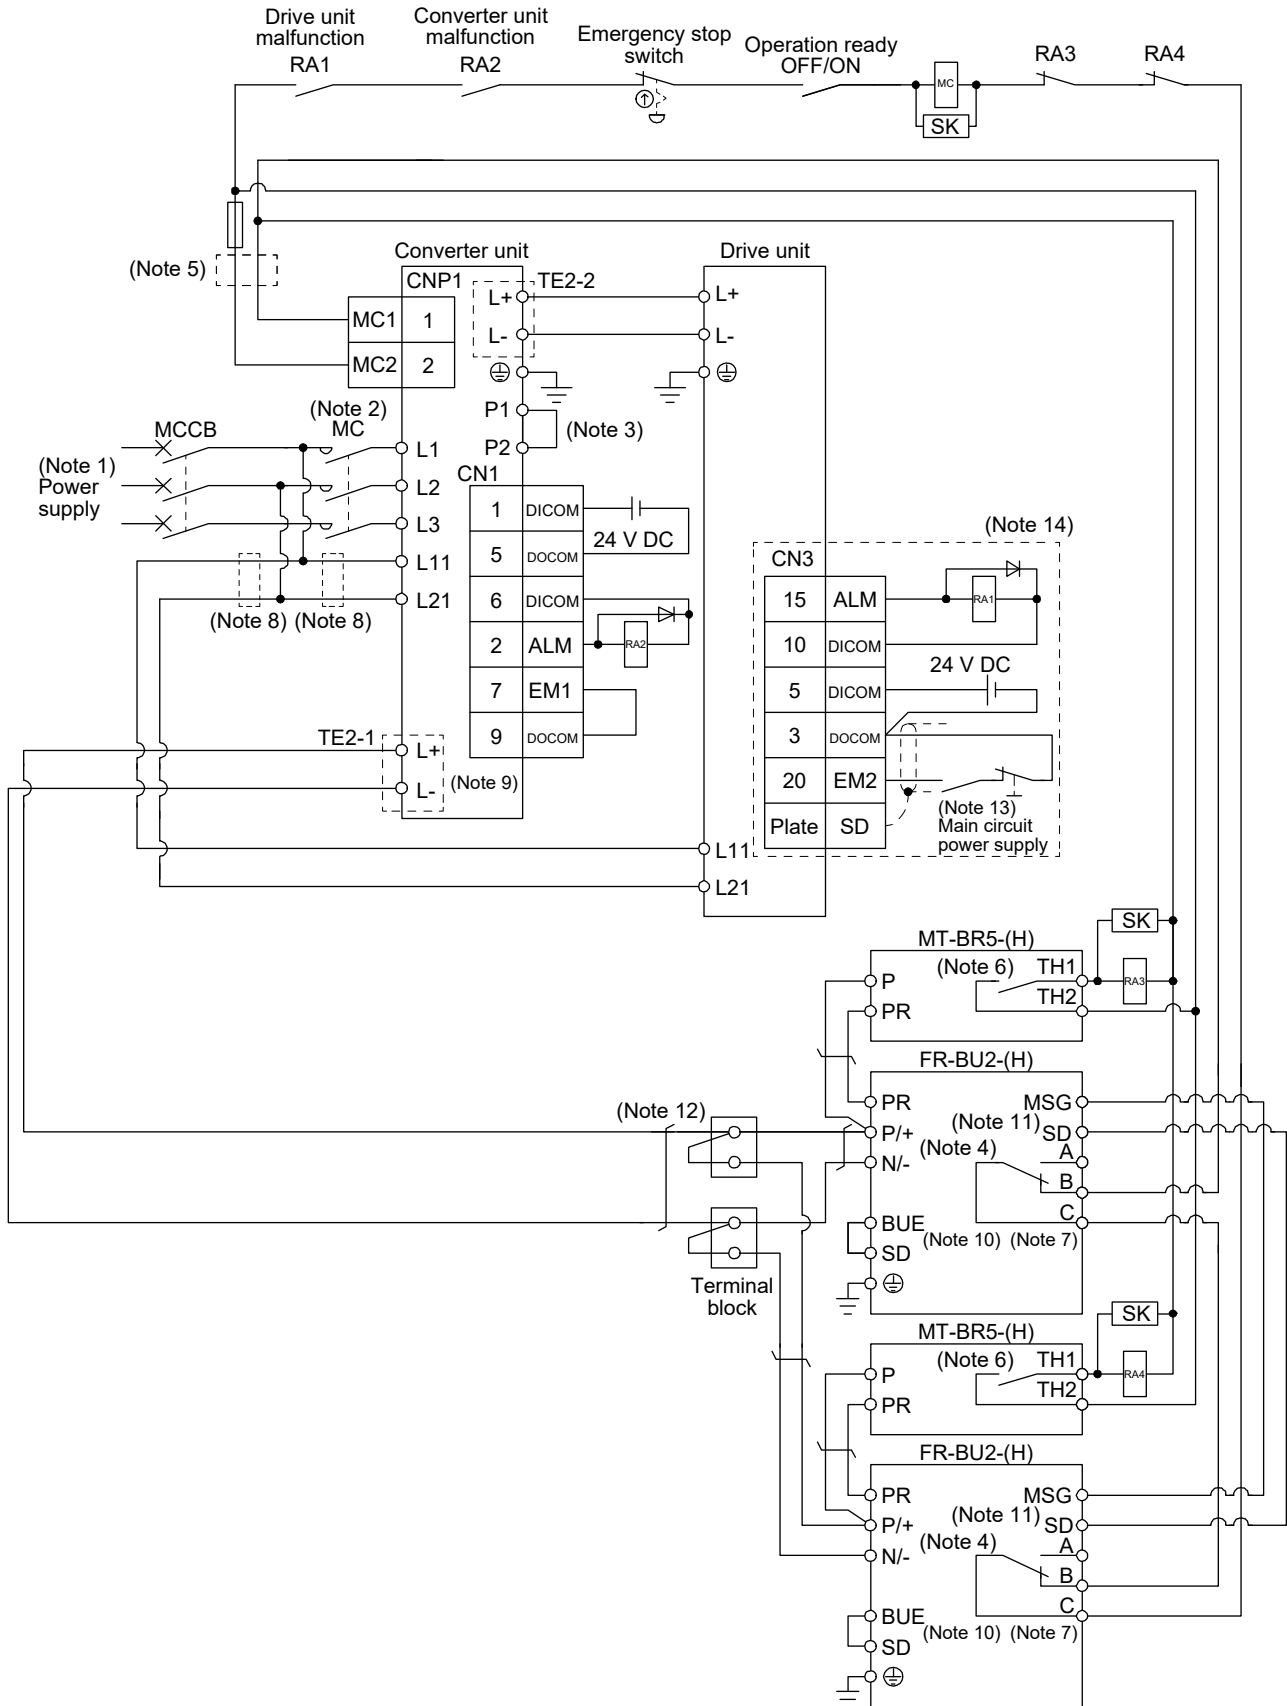 Drive unit
malfunction
RA1
Converter unit
malfunction
RA2
Emergency stop
switch
Operation ready
OFF/ON
MC
SK
RA3
RA4
(Note 5)
Converter unit
Drive unit
CNP1
MC1 1
MC2 2
L+
TE2-2
L-
L+
L-
P1
P2
(Note 3)
(Note 2)
MC
MCCB
(Note 1)
Power
supply
L1
L2
L3
L11
L21
(Note 8) (Note 8)
CN1
1 DICOM
5 DOCOM
24 V DC
6 DICOM
2 ALM
RA2
7 EM1
9 DOCOM
TE2-1
L+
L-
(Note 9)
(Note 14)
CN3
15 ALM
RA1
10 DICOM
24 V DC
5 DICOM
3 DOCOM
20 EM2
Plate SD
(Note 13)
Main circuit
power supply
L11
L21
MT-BR5-(H)
P
PR
(Note 6)
TH1
TH2
SK
RA3
FR-BU2-(H)
PR
P/+
N/-
BUE
SD
MSG
(Note 11)
SD
(Note 4)
A
B
C
(Note 10) (Note 7)
(Note 12)
Terminal
block
MT-BR5-(H)
P
PR
(Note 6)
TH1
TH2
SK
RA4
FR-BU2-(H)
PR
P/+
N/-
BUE
SD
MSG
(Note 11)
SD
(Note 4)
A
B
C
(Note 10) (Note 7)